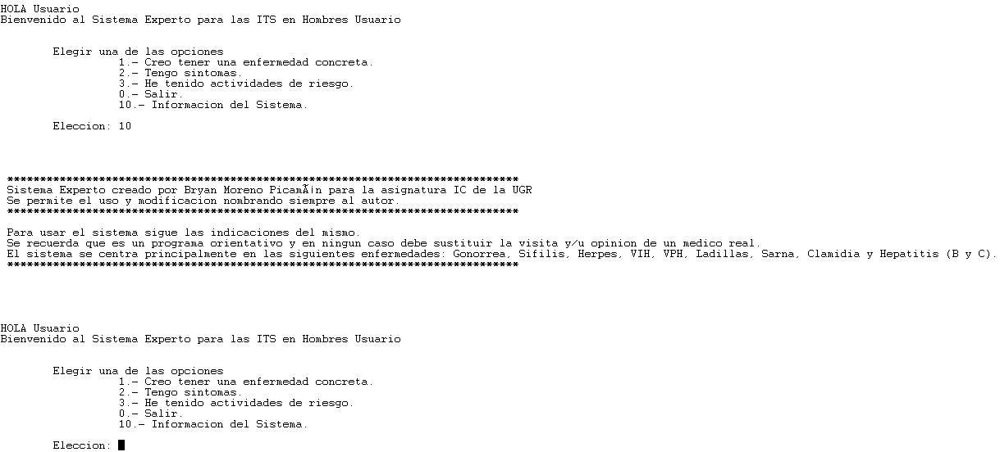 HOLA Usuario
Bienvenido al Sistema Experto para las ITS en Hombres Usuario
Elegir una de las opciones
1.- Creo tener una enfermedad concreta.
2.- Tengo sintomas.
3.- He tenido actividades de riesgo.
0.- Salir.
10.- Informacion del Sistema.
Eleccion: 10
******************************************************************************
Sistema Experto creado por Bryan Moreno PicamÃ¡n para la asignatura IC de la UGR
Se permite el uso y modificacion nombrando siempre al autor.
******************************************************************************
Para usar el sistema sigue las indicaciones del mismo.
Se recuerda que es un programa orientativo y en ningun caso debe sustituir la visita y/u opinion de un medico real.
El sistema se centra principalmente en las siguientes enfermedades: Gonorrea, Sifilis, Herpes, VIH, VPH, Ladillas, Sarna, Clamidia y Hepatitis (B y C).
******************************************************************************
HOLA Usuario
Bienvenido al Sistema Experto para las ITS en Hombres Usuario
Elegir una de las opciones
1.- Creo tener una enfermedad concreta.
2.- Tengo sintomas.
3.- He tenido actividades de riesgo.
0.- Salir.
10.- Informacion del Sistema.
Eleccion: